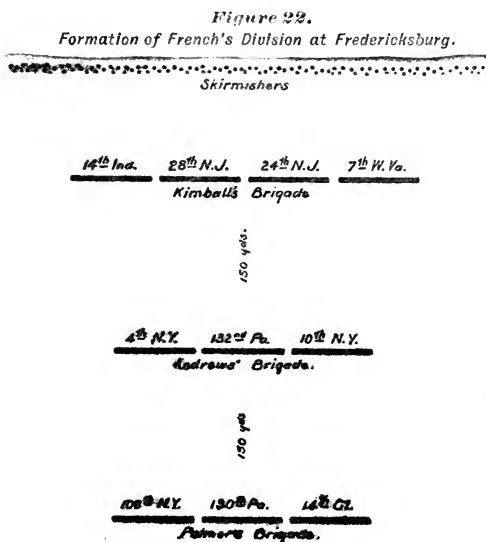 Figure 22.
Formation of French's Division at Fredericksburg.
Skirmishers
14th Ind. 28th N.J. 24th N.J. 7th W.Va.
Kimball's Brigade
150 yds.
4th N.Y. 132nd Pa. 10th N.Y.
Andrews' Brigade.
150 yds
108th N.Y. 130th Pa. 14th Ct.
Palmers Brigade.